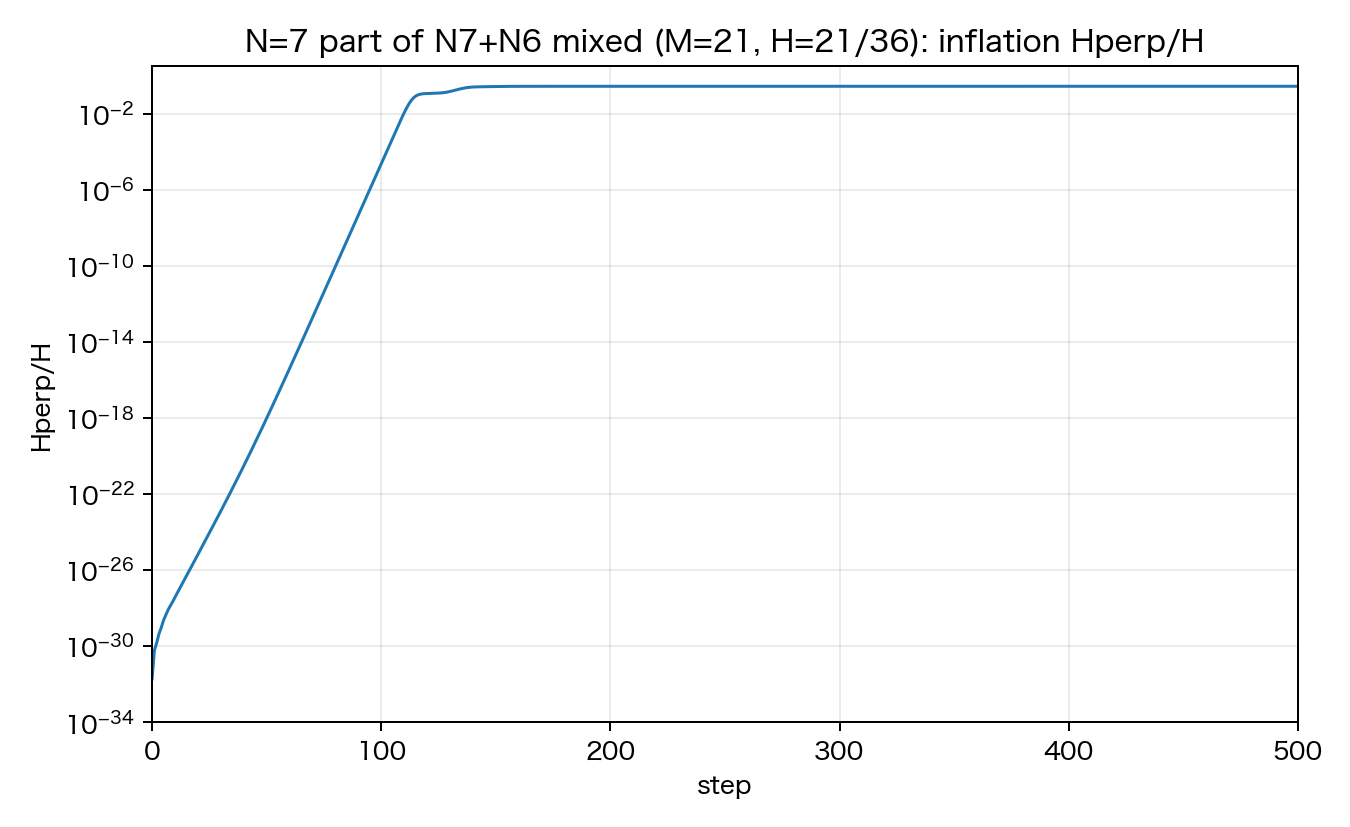 N=7 part of N7+N6 mixed (M=21, H=21/36): inflation Hperp/H
10⁻²
10⁻⁶
10⁻¹⁰
10⁻¹⁴
10⁻¹⁸
10⁻²²
10⁻²⁶
10⁻³⁰
10⁻³⁴
Hperp/H
0 100 200 300 400 500
step